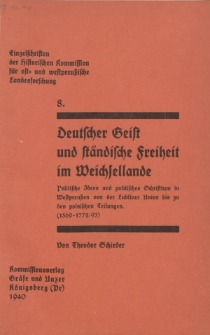 Einzelschriften
der Historischen Kommission
für ost- und westpreußische
Landesforschung
8.
Deutscher Geist
und ständische Freiheit
im Weichsellande
Politische Ideen und politisches Schrifttum in
Westpreußen von der Lubliner Union bis zu
den polnischen Teilungen.
(1569-1772/93)
Von Theodor Schieder
Kommissionsverlag
Gräfe und Unzer
Königsberg (Pr)
1940